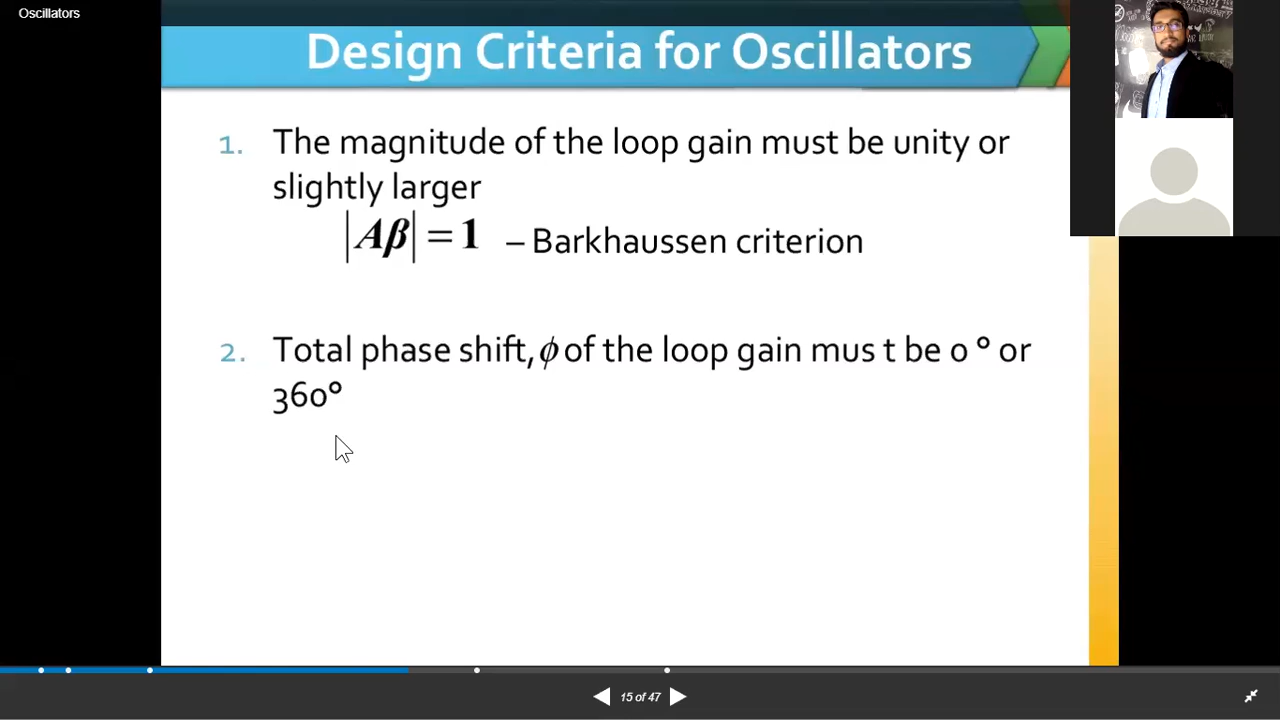 Oscillators
Design Criteria for Oscillators
1. The magnitude of the loop gain must be unity or
slightly larger
|Aβ| = 1 – Barkhaussen criterion
2. Total phase shift, ϕ of the loop gain mus t be 0 ° or
360°
15 of 47